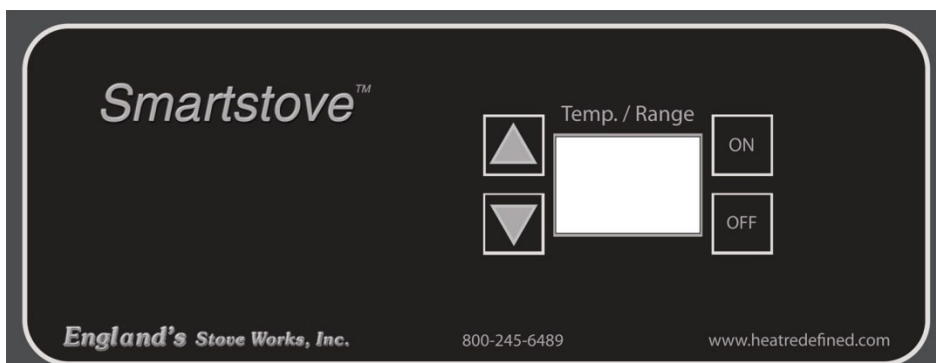 Smartstove™
Temp. / Range
ON
OFF
England's Stove Works, Inc.
800-245-6489
www.heatredefined.com